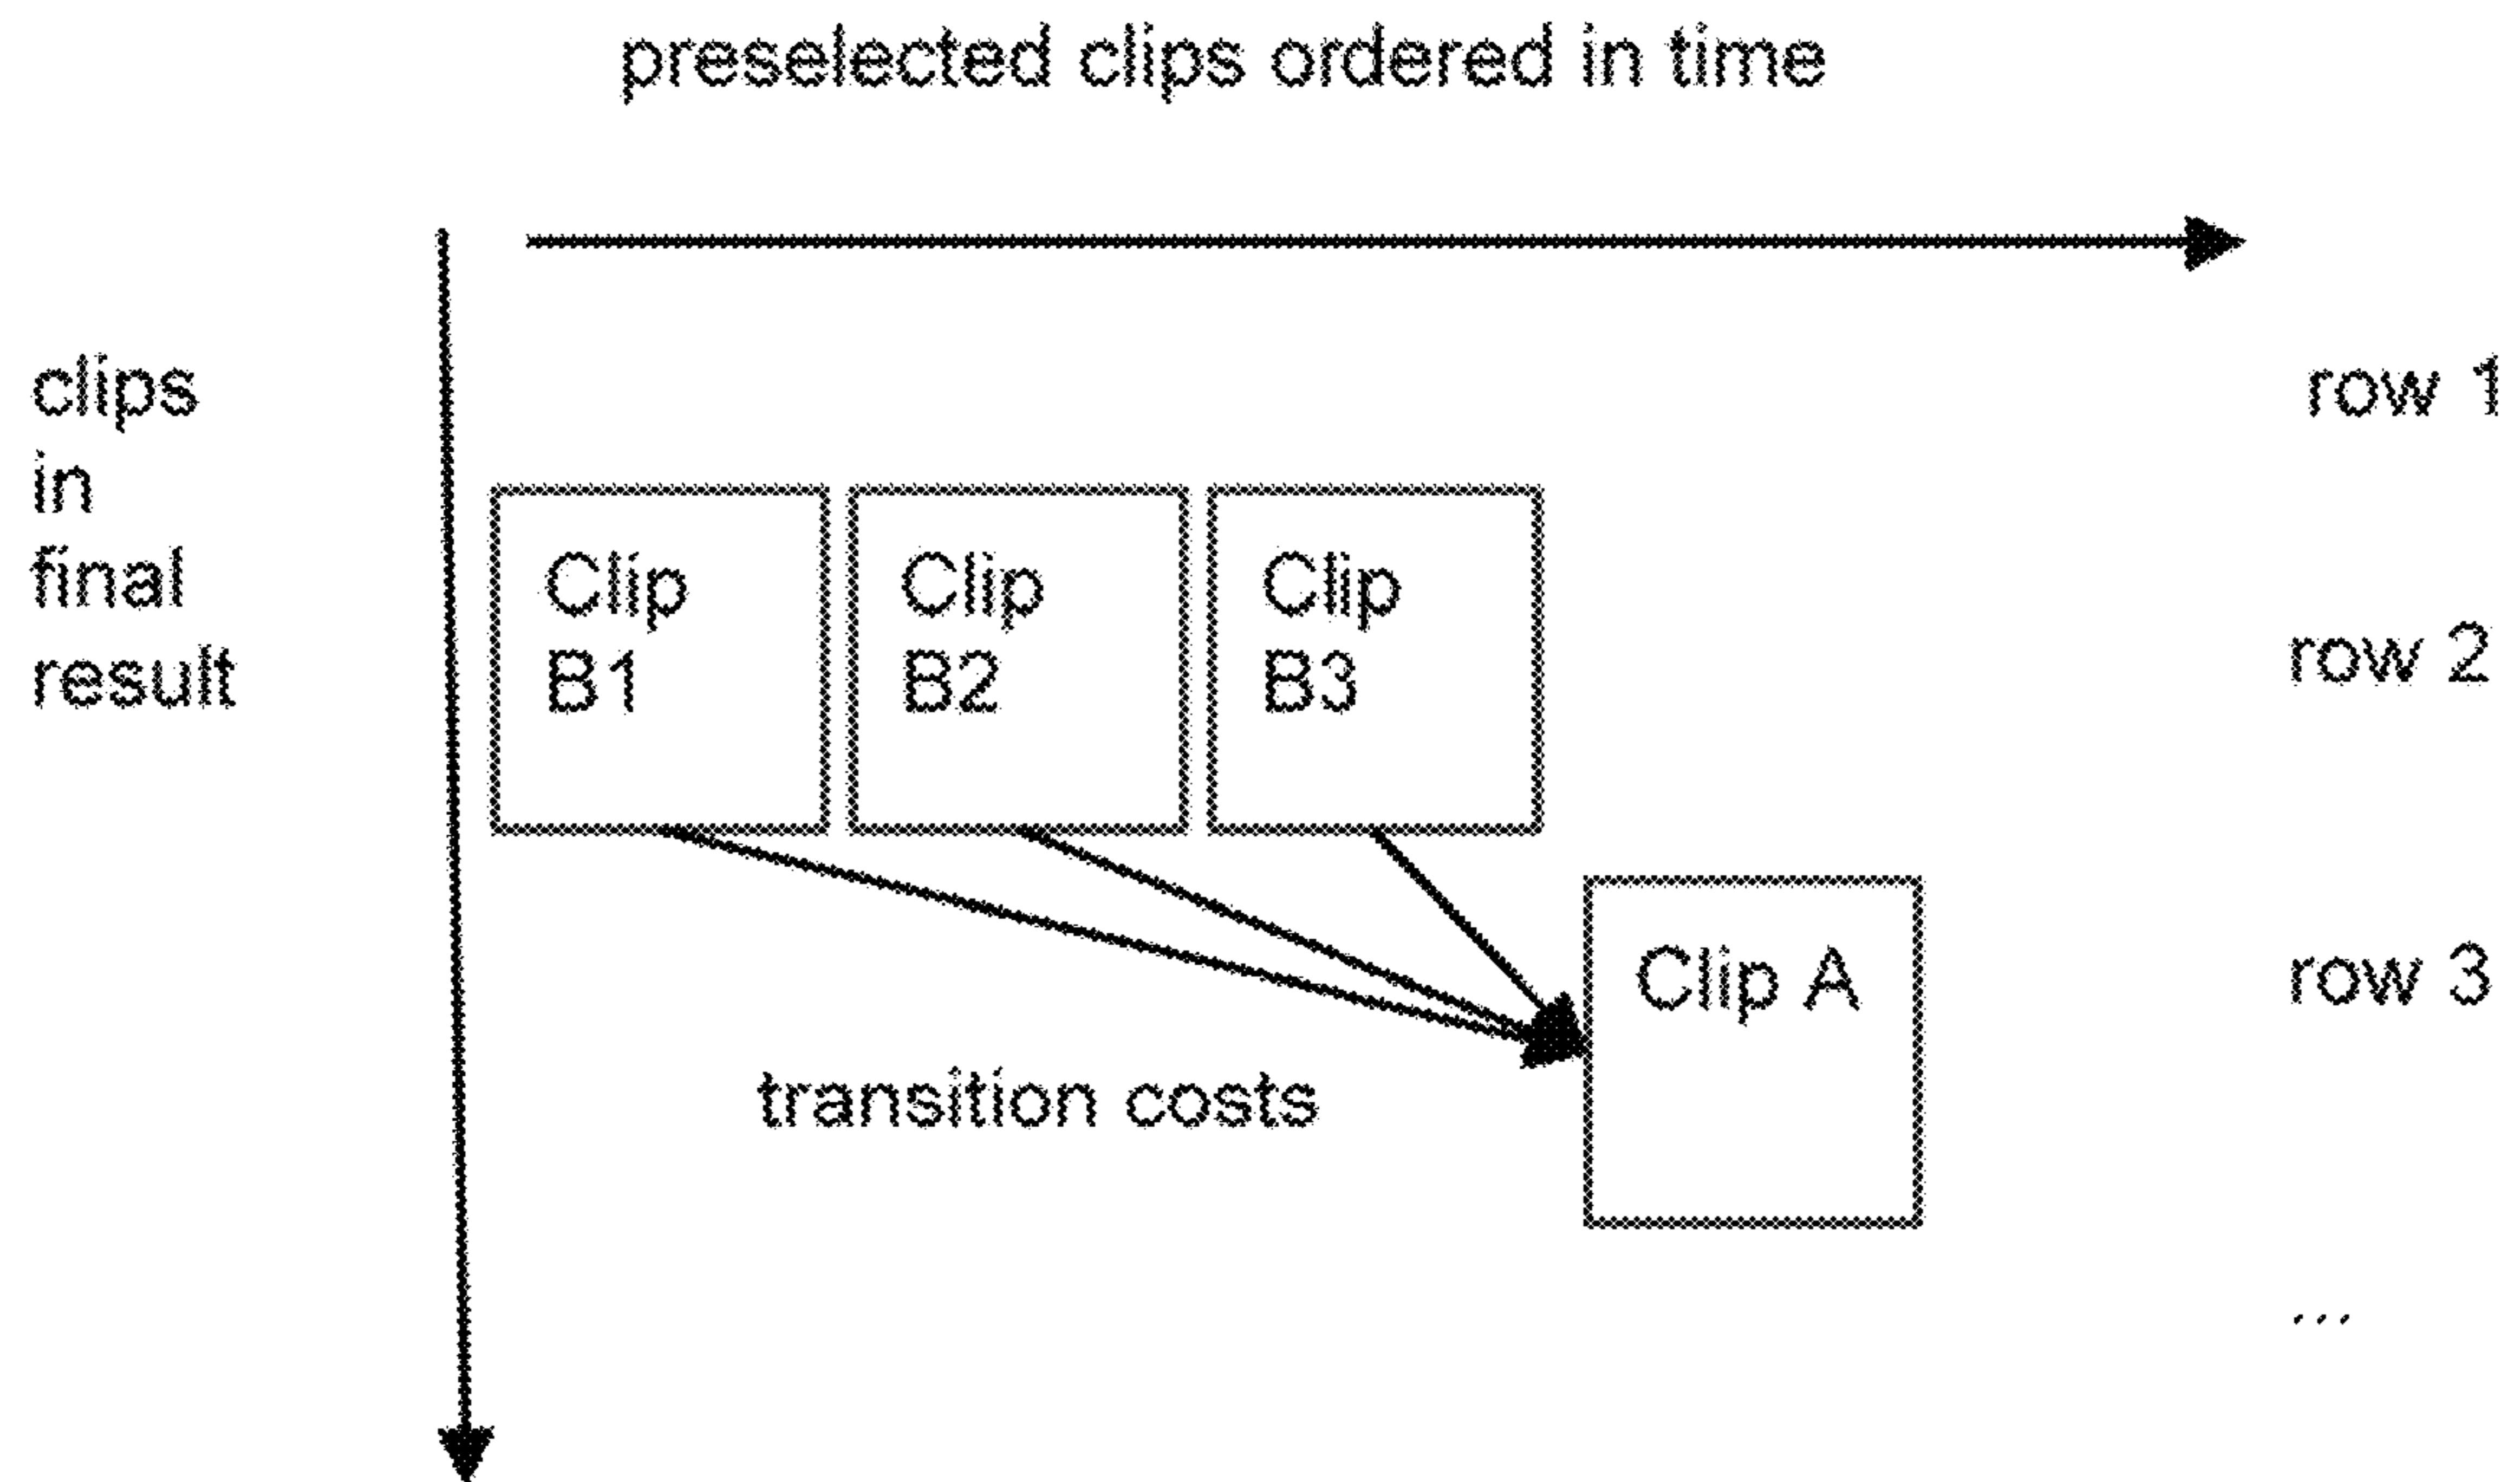 preselected clips ordered in time
clips
in
final
result
row 1
Clip
B1
Clip
B2
Clip
B3
row 2
Clip A
row 3
transition costs
...